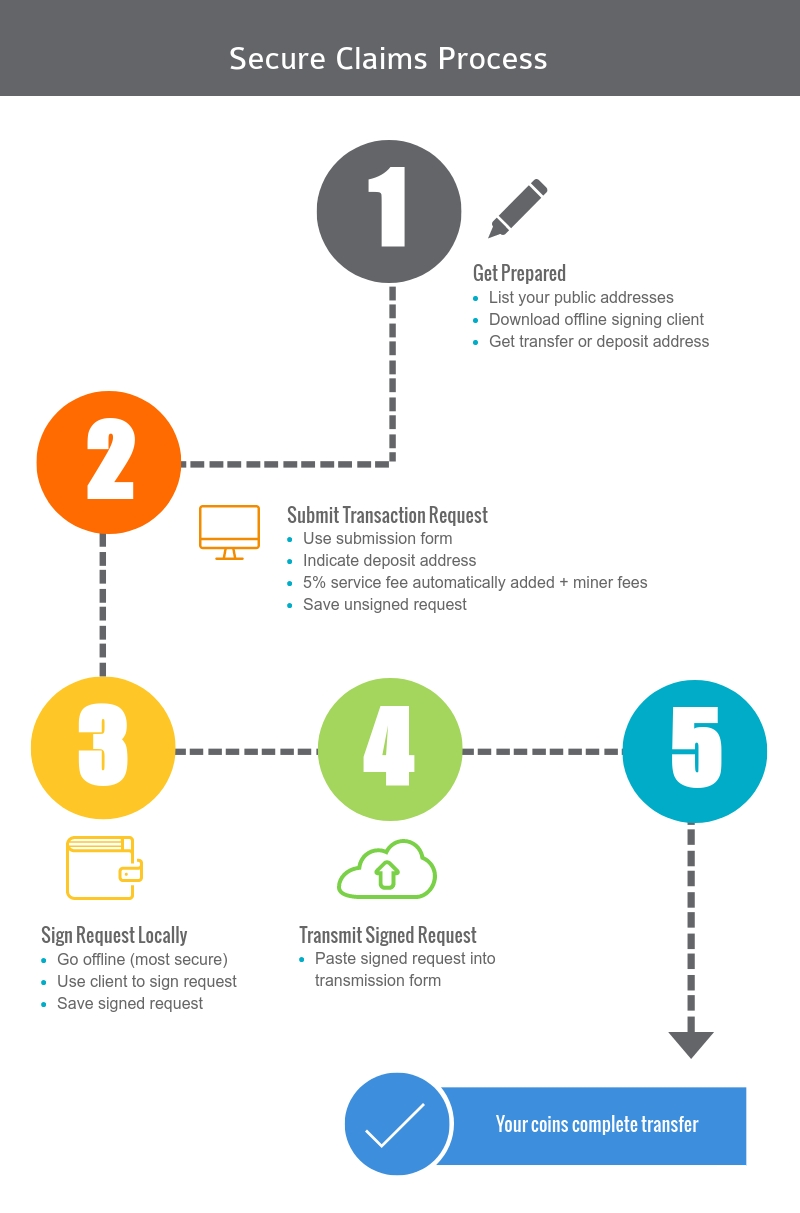 Secure Claims Process
1
Get Prepared
List your public addresses
Download offline signing client
Get transfer or deposit address
2
Submit Transaction Request
Use submission form
Indicate deposit address
5% service fee automatically added + miner fees
Save unsigned request
3
4
5
Sign Request Locally
Go offline (most secure)
Use client to sign request
Save signed request
Transmit Signed Request
Paste signed request into
transmission form
Your coins complete transfer